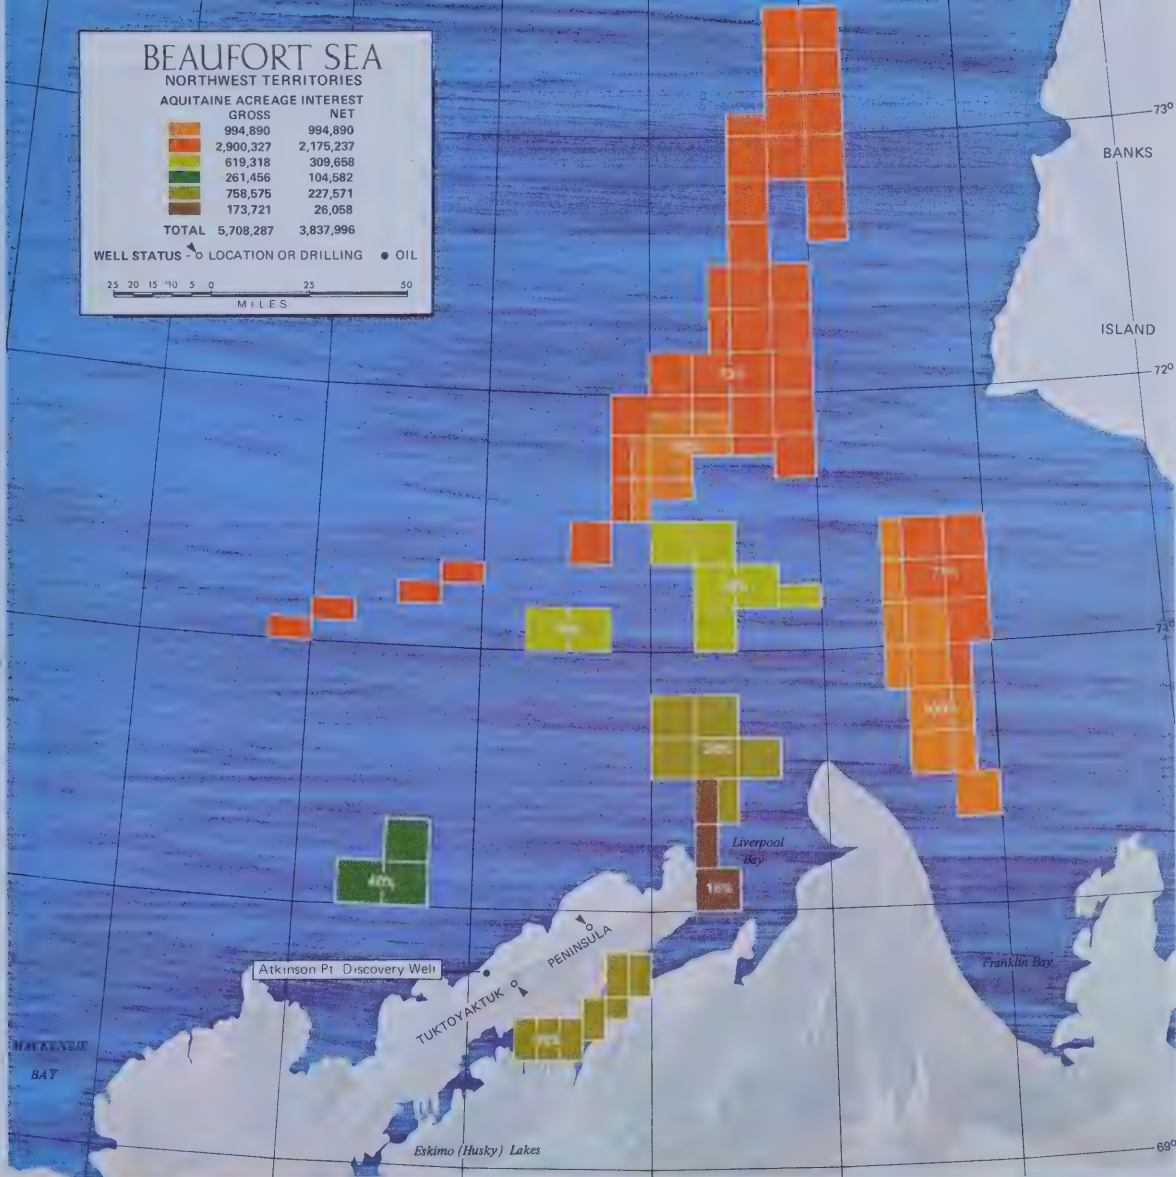 BEAUFORT SEA
NORTHWEST TERRITORIES
AQUITAINE ACREAGE INTEREST
GROSS NET
994,890 994,890
2,900,327 2,175,237
619,318 309,658
261,456 104,582
758,575 227,571
173,721 26,058
TOTAL 5,708,287 3,837,996
WELL STATUS - LOCATION OR DRILLING OIL
25 20 15 10 5 0 25 50
MILES
73°
BANKS
ISLAND
72°
71°
40%
15%
Liverpool
Bay
Atkinson Pt. Discovery Well
TUKTOYAKTUK PENINSULA
Franklin Bay
MACKENZIE
BAY
Eskimo (Husky) Lakes
69°